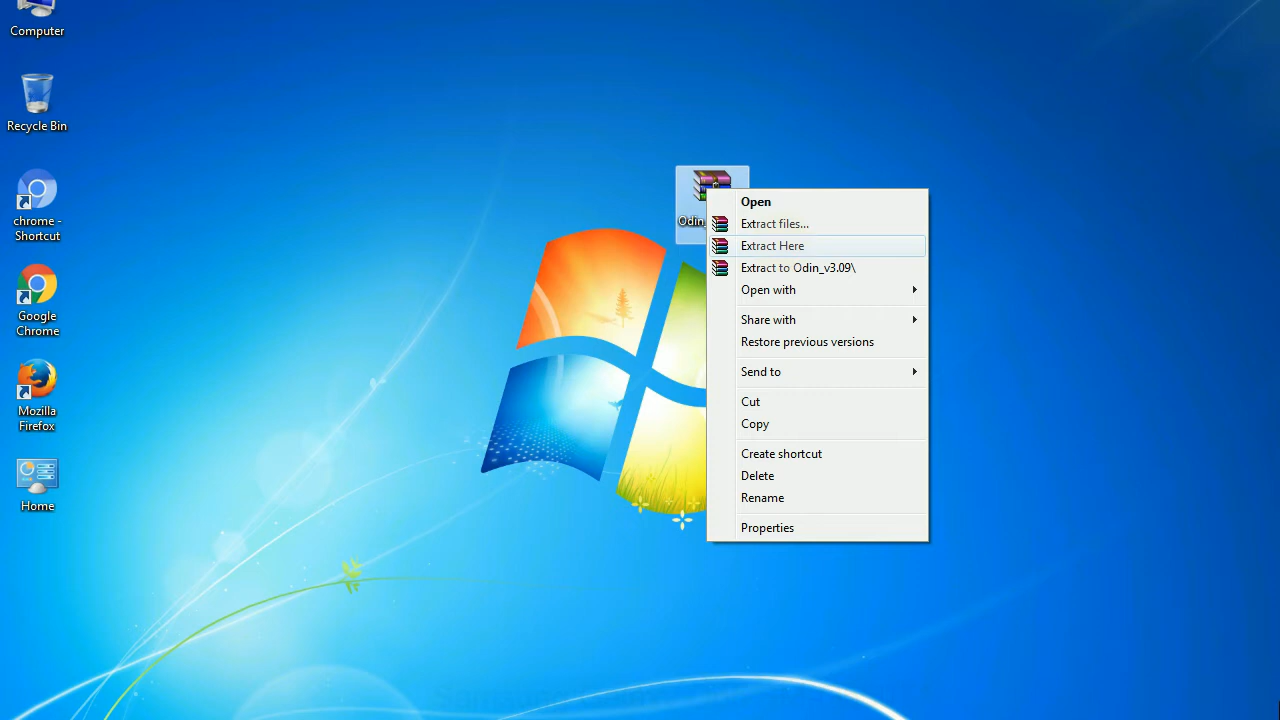 Computer
Recycle Bin
chrome -
Shortcut
Google
Chrome
Mozilla
Firefox
Home
Odin_
Open
Extract files...
Extract Here
Extract to Odin_v3.09\
Open with
Share with
Restore previous versions
Send to
Cut
Copy
Create shortcut
Delete
Rename
Properties